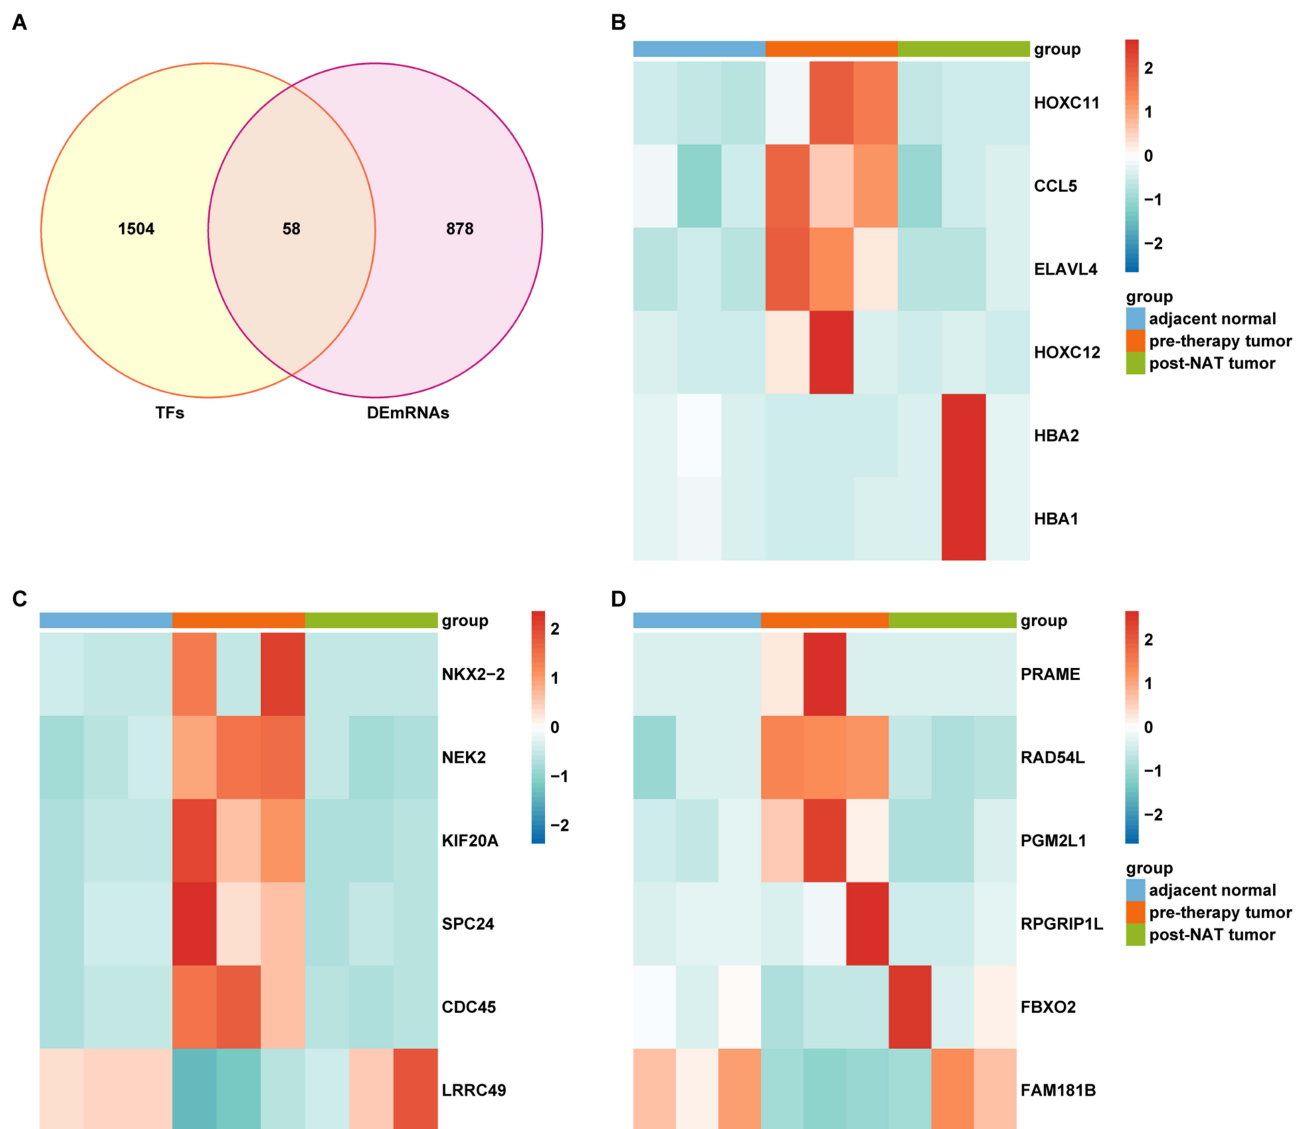 A
1504
58
878
TFs
DEmRNAs
B
group
HOXC11
CCL5
ELAVL4
HOXC12
HBA2
HBA1
2
1
0
−1
−2
group
adjacent normal
pre-therapy tumor
post-NAT tumor
C
group
NKX2−2
NEK2
KIF20A
SPC24
CDC45
LRRC49
2
1
0
−1
−2
D
group
PRAME
RAD54L
PGM2L1
RPGRIP1L
FBXO2
FAM181B
2
1
0
−1
−2
group
adjacent normal
pre-therapy tumor
post-NAT tumor